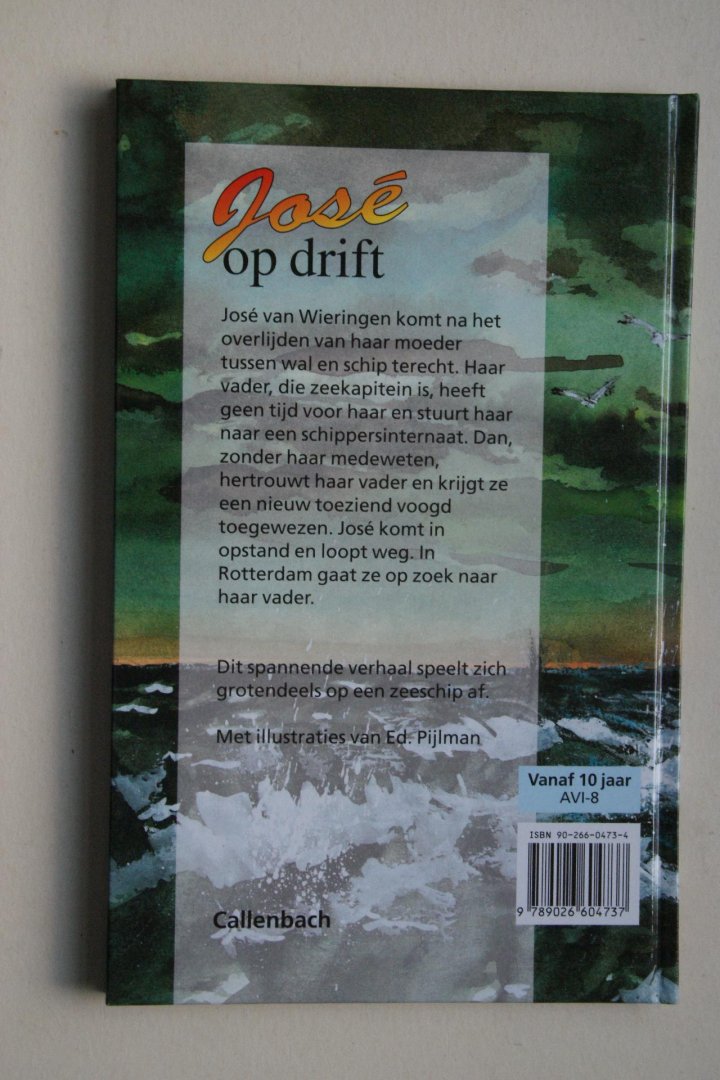 José
op drift
José van Wieringen komt na het
overlijden van haar moeder
tussen wal en schip terecht. Haar
vader, die zeekapitein is, heeft
geen tijd voor haar en stuurt haar
naar een schippersinternaat. Dan,
zonder haar medeweten,
hertrouwt haar vader en krijgt ze
een nieuw toeziend voogd
toegewezen. José komt in
opstand en loopt weg. In
Rotterdam gaat ze op zoek naar
haar vader.
Dit spannende verhaal speelt zich
grotendeels op een zeeschip af.
Met illustraties van Ed. Pijlman
Vanaf 10 jaar
AVI-8
ISBN 90-266-0473-4
9 789026 604737
Callenbach